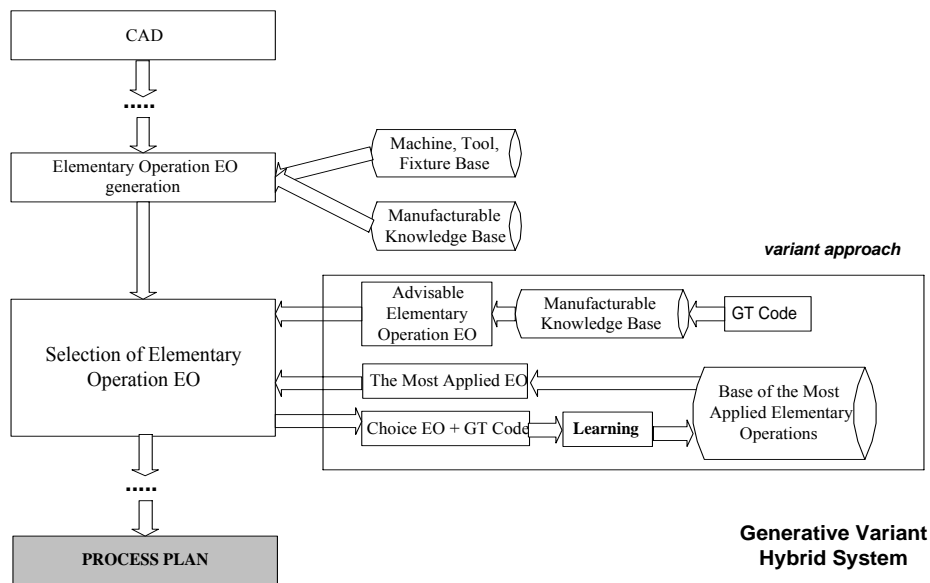 CAD
.....
Elementary Operation EO
generation
Machine, Tool,
Fixture Base
Manufacturable
Knowledge Base
variant approach
Advisable
Elementary
Operation EO
Manufacturable
Knowledge Base
GT Code
Selection of Elementary
Operation EO
The Most Applied EO
Base of the Most
Applied Elementary
Operations
Choice EO + GT Code
Learning
.....
PROCESS PLAN
Generative Variant
Hybrid System